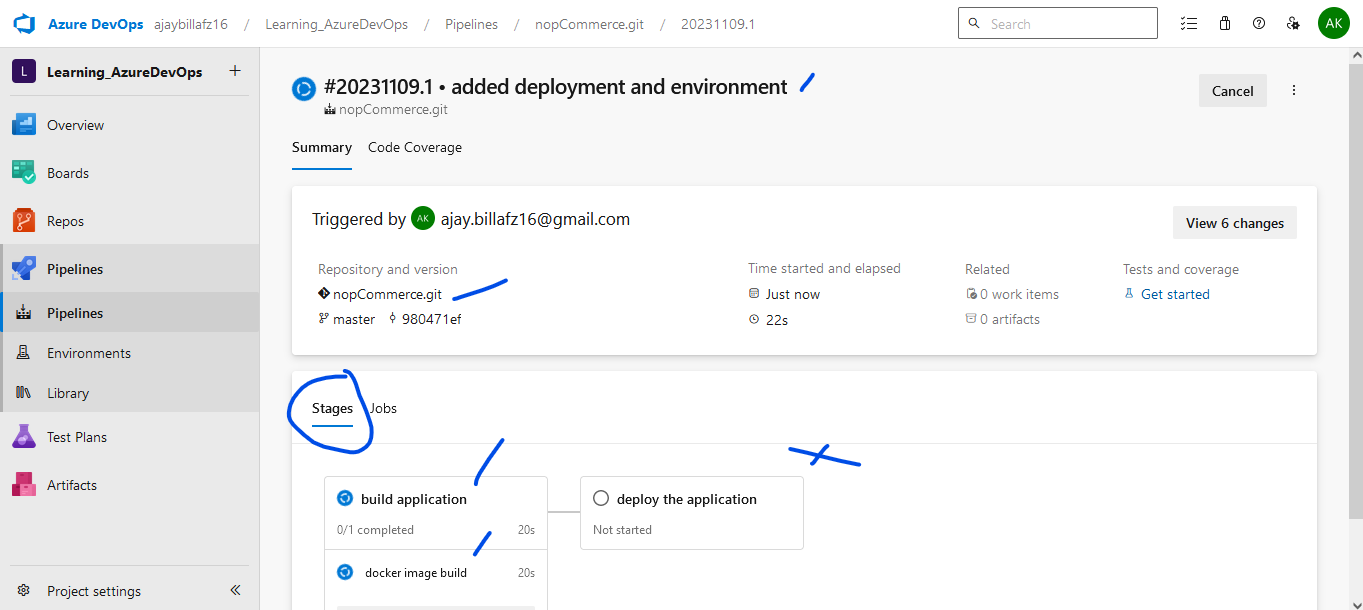 Azure DevOps ajaybillafz16 / Learning_AzureDevOps / Pipelines / nopCommerce.git / 20231109.1
Search
AK
L Learning_AzureDevOps +
Overview
Boards
Repos
Pipelines
Pipelines
Environments
Library
Test Plans
Artifacts
Project settings
#20231109.1 • added deployment and environment
nopCommerce.git
Cancel
Summary Code Coverage
Triggered by AK ajay.billafz16@gmail.com
View 6 changes
Repository and version
nopCommerce.git
master 980471ef
Time started and elapsed
Just now
22s
Related
0 work items
0 artifacts
Tests and coverage
Get started
Stages Jobs
build application
0/1 completed 20s
docker image build 20s
deploy the application
Not started